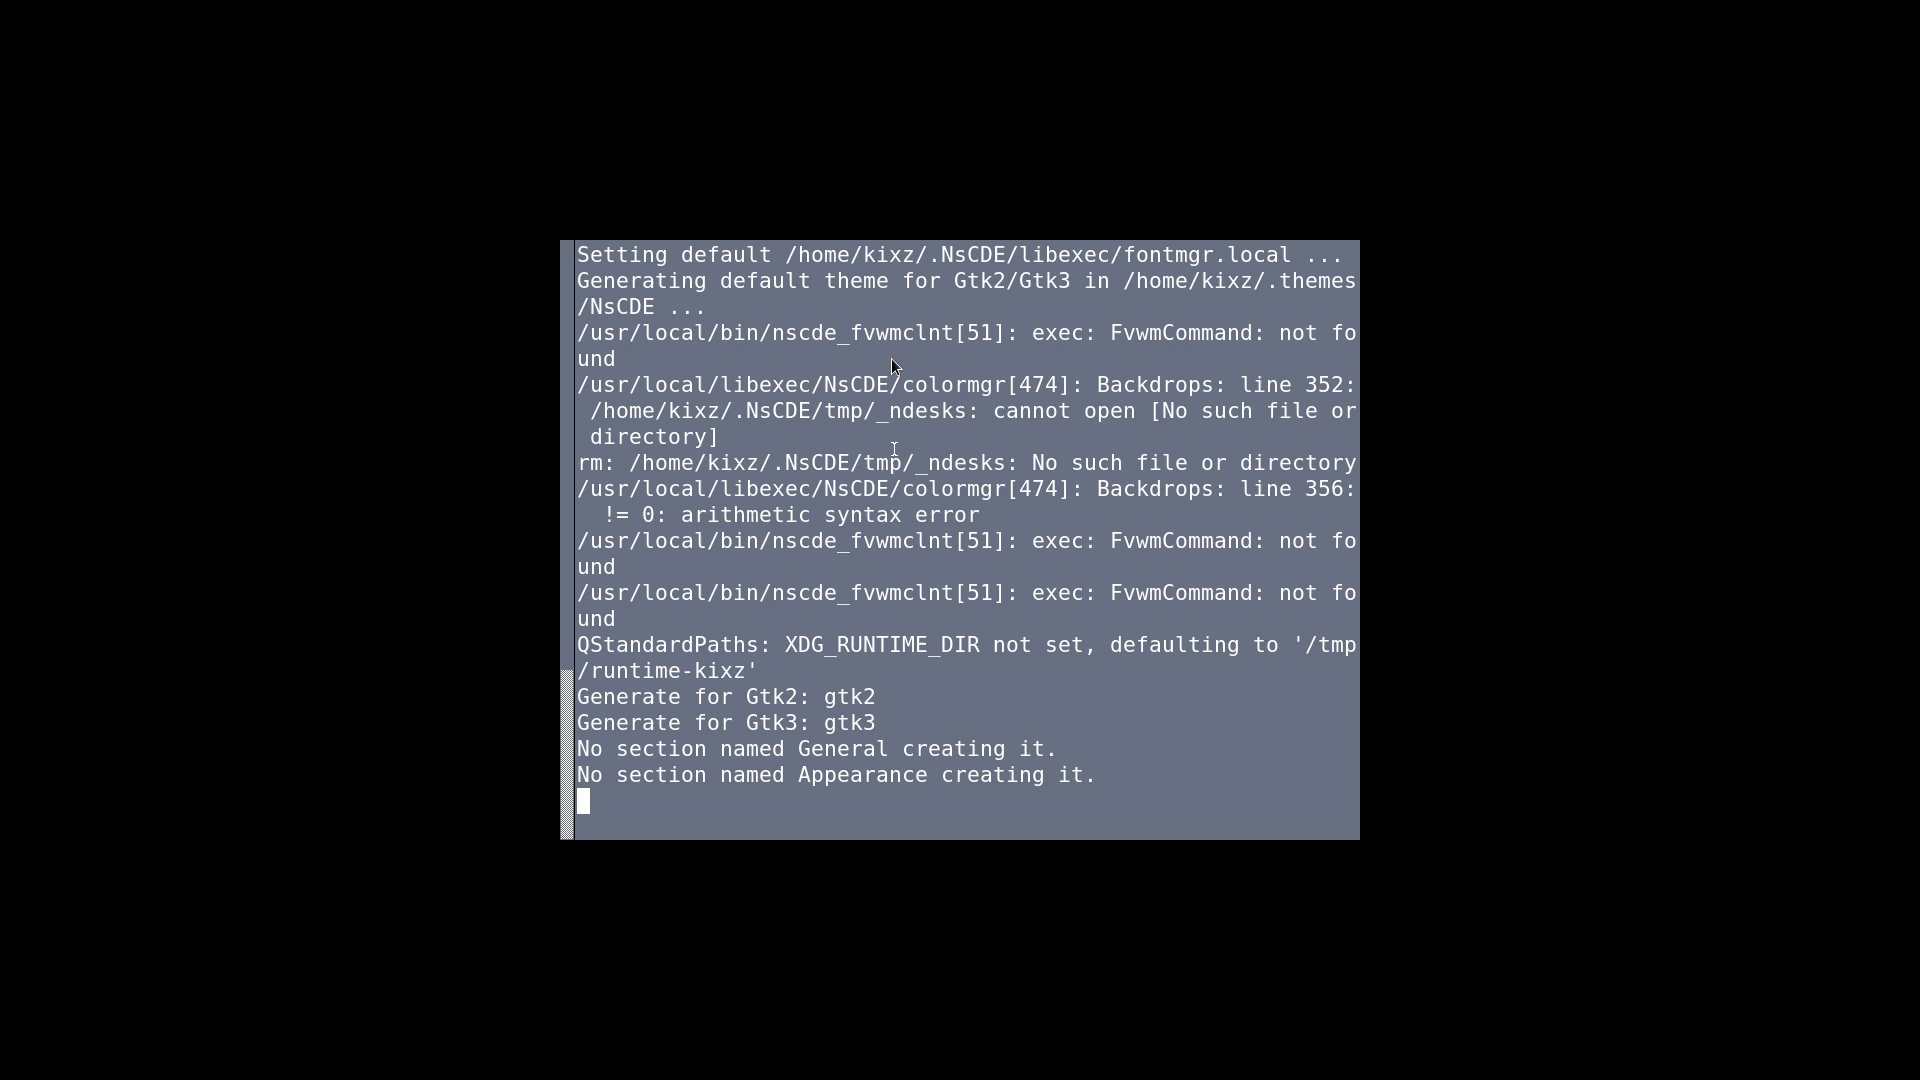 Setting default /home/kixz/.NsCDE/libexec/fontmgr.local ...
Generating default theme for Gtk2/Gtk3 in /home/kixz/.themes
/NsCDE ...
/usr/local/bin/nscde_fvwmclnt[51]: exec: FvwmCommand: not fo
und
/usr/local/libexec/NsCDE/colormgr[474]: Backdrops: line 352:
 /home/kixz/.NsCDE/tmp/_ndesks: cannot open [No such file or
 directory]
rm: /home/kixz/.NsCDE/tmp/_ndesks: No such file or directory
/usr/local/libexec/NsCDE/colormgr[474]: Backdrops: line 356:
  != 0: arithmetic syntax error
/usr/local/bin/nscde_fvwmclnt[51]: exec: FvwmCommand: not fo
und
/usr/local/bin/nscde_fvwmclnt[51]: exec: FvwmCommand: not fo
und
QStandardPaths: XDG_RUNTIME_DIR not set, defaulting to '/tmp
/runtime-kixz'
Generate for Gtk2: gtk2
Generate for Gtk3: gtk3
No section named General creating it.
No section named Appearance creating it.